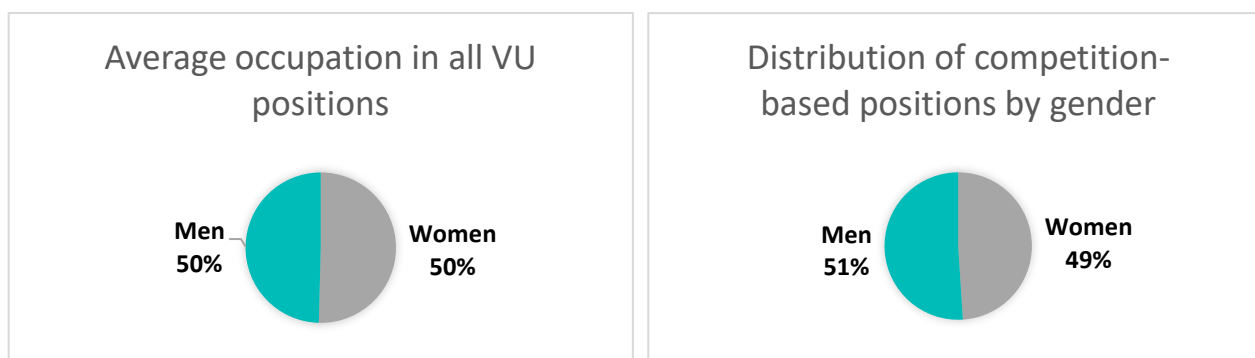 Average occupation in all VU
positions
Men
50%
Women
50%
Distribution of competition-
based positions by gender
Men
51%
Women
49%